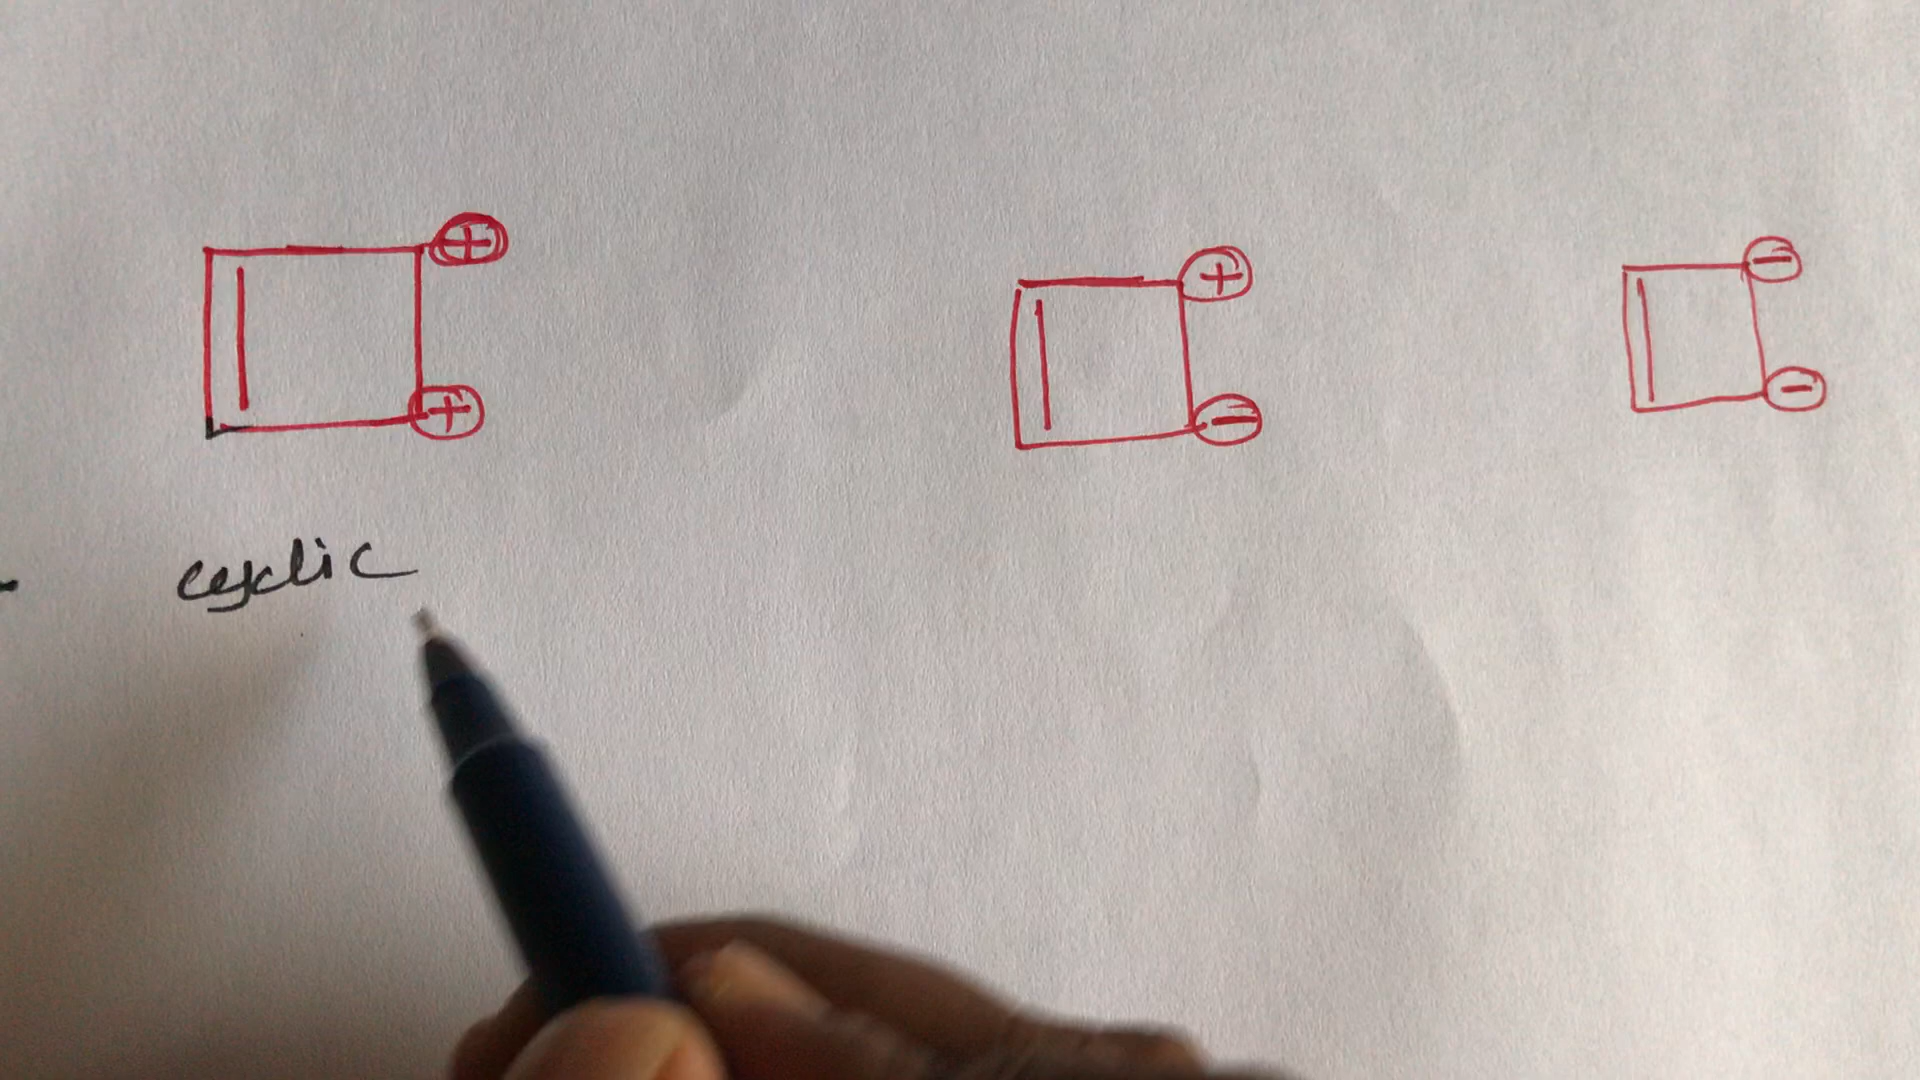 + + -
+ - -
cyclic